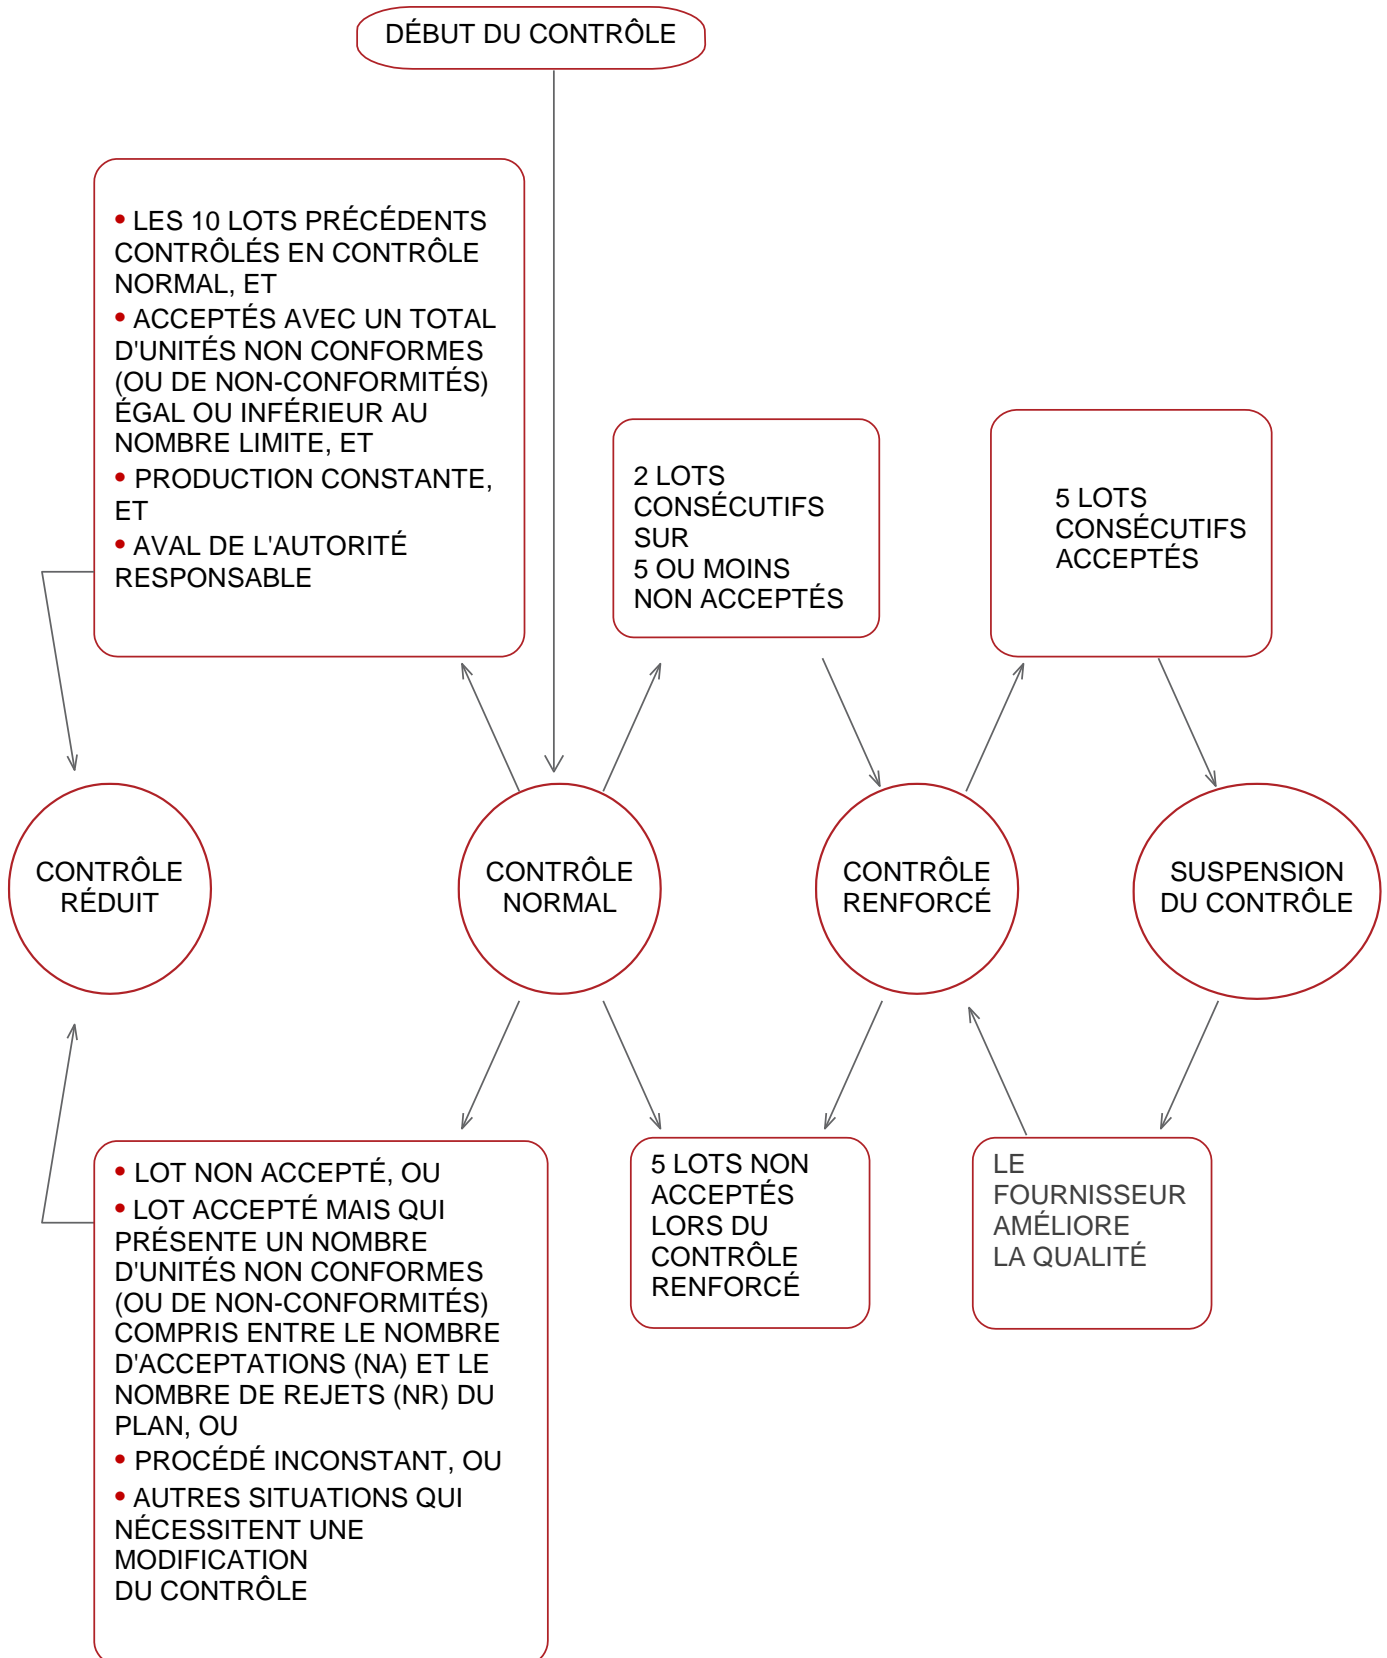 DÉBUT DU CONTRÔLE
• LES 10 LOTS PRÉCÉDENTS
CONTRÔLÉS EN CONTRÔLE
NORMAL, ET
• ACCEPTÉS AVEC UN TOTAL
D'UNITÉS NON CONFORMES
(OU DE NON-CONFORMITÉS)
ÉGAL OU INFÉRIEUR AU
NOMBRE LIMITE, ET
• PRODUCTION CONSTANTE,
ET
• AVAL DE L'AUTORITÉ
RESPONSABLE
2 LOTS
CONSÉCUTIFS
SUR
5 OU MOINS
NON ACCEPTÉS
5 LOTS
CONSÉCUTIFS
ACCEPTÉS
CONTRÔLE
RÉDUIT
CONTRÔLE
NORMAL
CONTRÔLE
RENFORCÉ
SUSPENSION
DU CONTRÔLE
• LOT NON ACCEPTÉ, OU
• LOT ACCEPTÉ MAIS QUI
PRÉSENTE UN NOMBRE
D'UNITÉS NON CONFORMES
(OU DE NON-CONFORMITÉS)
COMPRIS ENTRE LE NOMBRE
D'ACCEPTATIONS (NA) ET LE
NOMBRE DE REJETS (NR) DU
PLAN, OU
• PROCÉDÉ INCONSTANT, OU
• AUTRES SITUATIONS QUI
NÉCESSITENT UNE
MODIFICATION
DU CONTRÔLE
5 LOTS NON
ACCEPTÉS
LORS DU
CONTRÔLE
RENFORCÉ
LE
FOURNISSEUR
AMÉLIORE
LA QUALITÉ